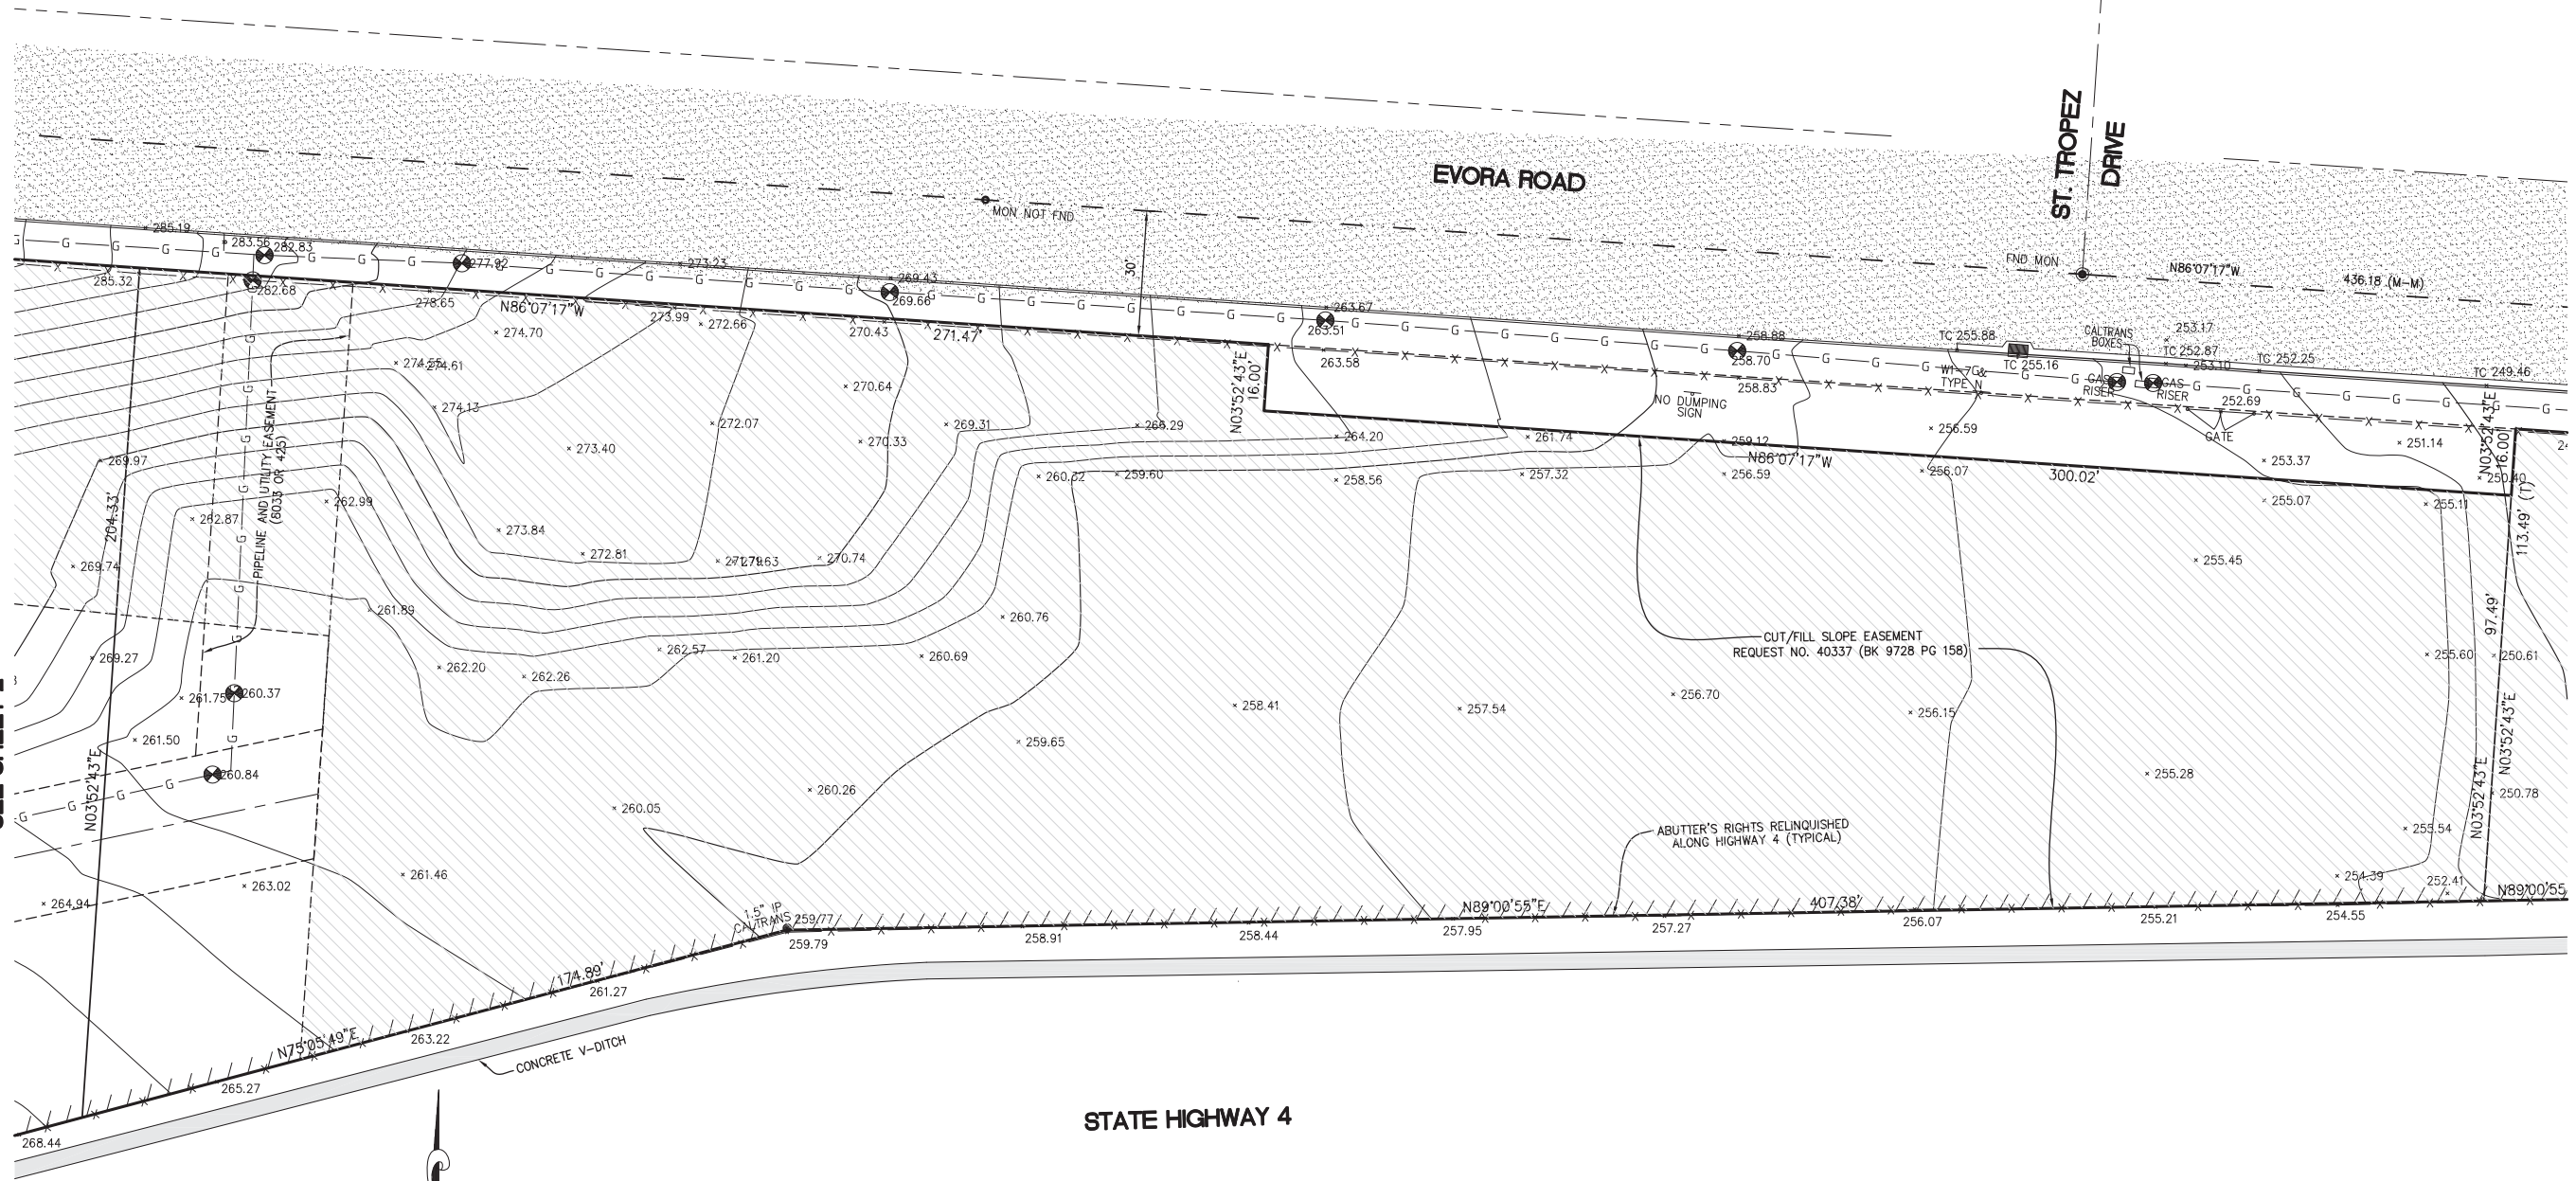 EVORA ROAD
ST. TROPEZ
DRIVE
MON NOT FND
30'
FND MON
N86°07'17"W
436.18 (M-M)
285.19
283.56
282.83
277.92
273.23
269.43
269.66
263.67
263.51
258.88
258.70
TC 255.88
TC 255.16
CALTRANS
BOXES
253.17
TC 252.87
253.10
TC 252.25
TC 249.46
285.32
282.68
278.65
N86°07'17"W
273.99
272.66
270.43
271.47'
263.58
258.83
NO DUMPING
SIGN
W1-7 &
TYPE N
GAS
RISER
GAS
RISER
252.69
GATE
N03°52'43"E
16.00'
N03°52'43"E
16.00'
274.70
274.55
274.61
274.13
273.40
272.07
270.64
270.33
269.31
266.29
264.20
261.74
259.12
N86°07'17"W
256.59
300.02'
251.14
253.37
250.40
269.97
262.87
262.99
273.84
272.81
270.74
260.32
259.60
258.56
257.32
256.59
256.07
255.07
255.11
113.49' (T)
204.33'
PIPELINE AND UTILITY EASEMENT
(8033 OR 425)
269.74
261.89
260.76
255.45
97.49'
CUT/FILL SLOPE EASEMENT
REQUEST NO. 40337 (BK 9728 PG 158)
269.27
262.20
262.26
262.57
261.20
260.69
255.60
250.61
261.75
260.37
258.41
257.54
256.70
256.15
261.50
259.65
N03°52'43"E
N03°52'43"E
N03°52'43"E
260.84
260.05
260.26
255.28
250.78
ABUTTER'S RIGHTS RELINQUISHED
ALONG HIGHWAY 4 (TYPICAL)
255.54
264.94
263.02
261.46
254.39
252.41
1.5" IP
CALTRANS
259.77
N89°00'55"E
407.38'
N89°00'55
259.79
258.91
258.44
257.95
257.27
256.07
255.21
254.55
174.89'
261.27
N75°05'49"E
263.22
265.27
268.44
CONCRETE V-DITCH
STATE HIGHWAY 4